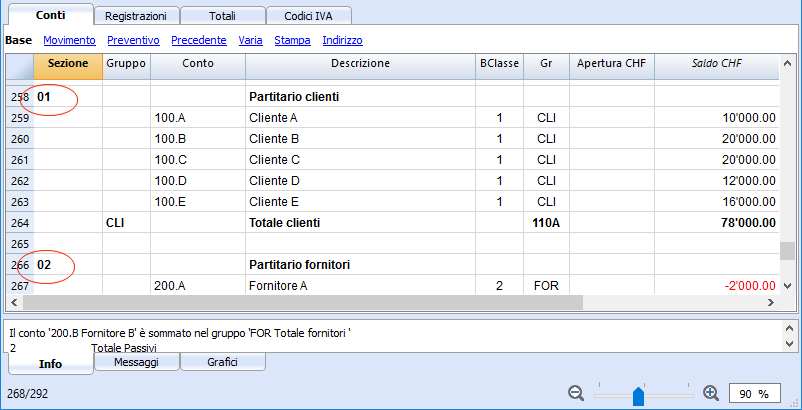 Conti Registrazioni Totali Codici IVA
Base Movimento Preventivo Precedente Varia Stampa Indirizzo
Sezione Gruppo Conto Descrizione BClasse Gr Apertura CHF Saldo CHF
258 01 Partitario clienti
259 100.A Cliente A 1 CLI 10'000.00
260 100.B Cliente B 1 CLI 20'000.00
261 100.C Cliente C 1 CLI 20'000.00
262 100.D Cliente D 1 CLI 12'000.00
263 100.E Cliente E 1 CLI 16'000.00
264 CLI Totale clienti 110A 78'000.00
265
266 02 Partitario fornitori
267 200.A Fornitore A 2 FOR -2'000.00
Il conto '200.B Fornitore B' è sommato nel gruppo 'FOR Totale fornitori '
2 Totale Passivi
Info Messaggi Grafici
268/292 90 %